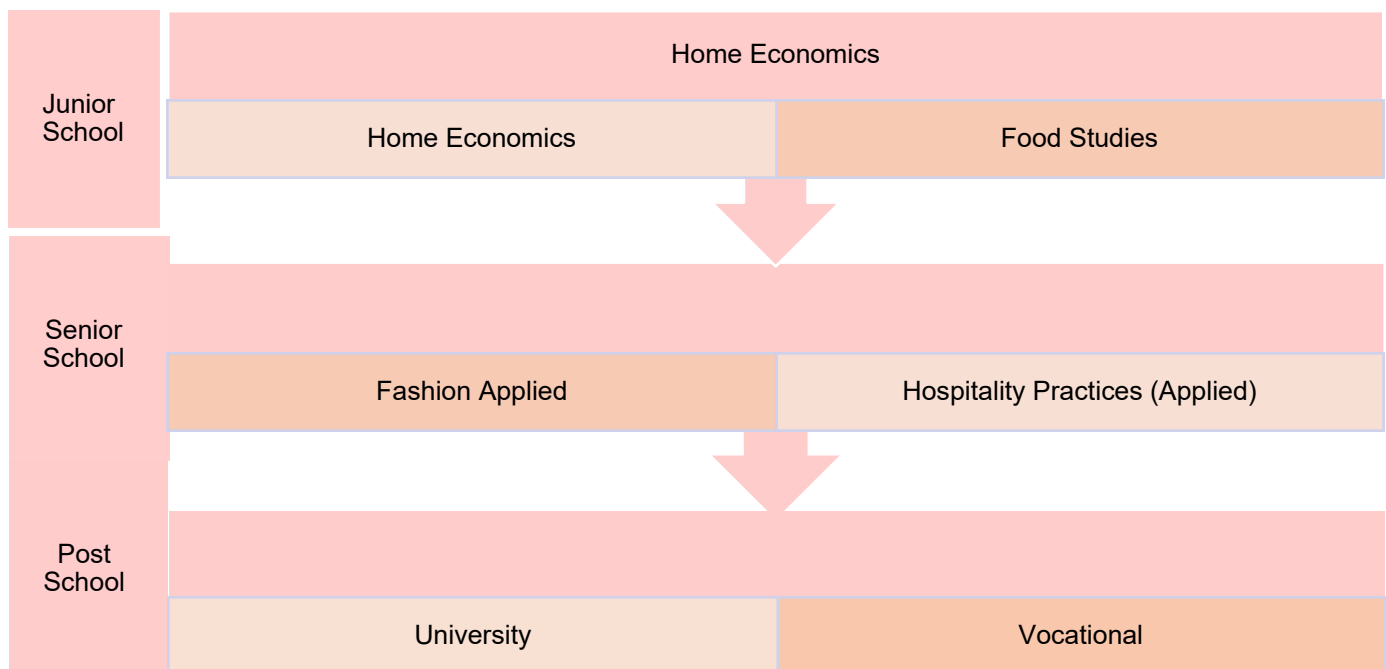 Home Economics
Junior
School
Home Economics
Food Studies
Senior
School
Fashion Applied
Hospitality Practices (Applied)
Post
School
University
Vocational